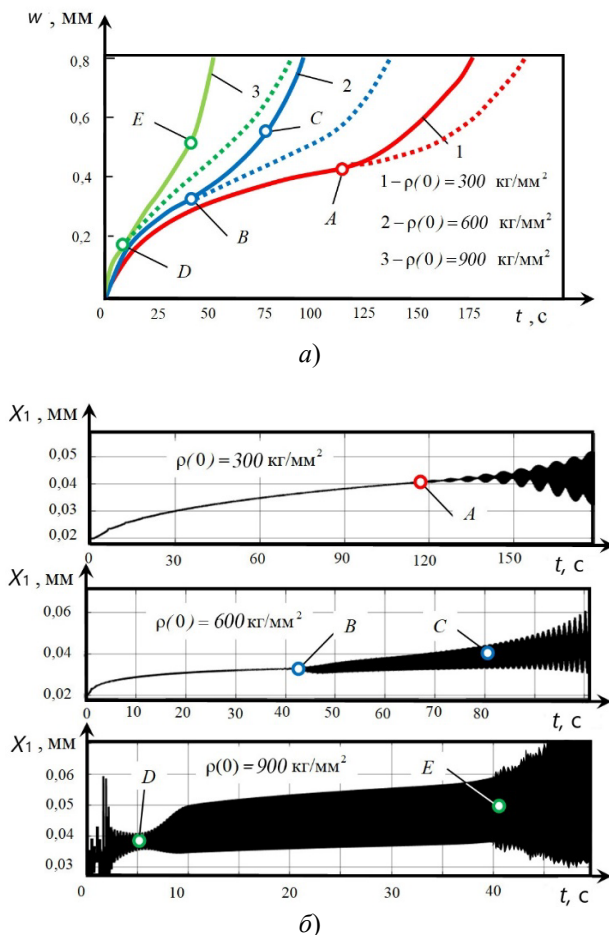 w , мм
0,8
0,6
0,4
0,2
0
E
3
2
C
1
A
B
D
1–ρ(0)=300 кг/мм²
2–ρ(0)=600 кг/мм²
3–ρ(0)=900 кг/мм²
0 25 50 75 100 125 150 175
t , с
а)
X₁ , мм
0,05
0,04
0,03
0,02
ρ(0)=300 кг/мм²
A
0 30 60 90 120 150
t, с
X₁ , мм
0,06
0,04
0,02
ρ(0) = 600 кг/мм²
B
C
0 10 20 30 40 50 60 70 80
t, с
X₁ , мм
0,06
0,05
0,04
0,03
D
ρ(0)= 900 кг/мм²
E
0 10 20 30 40
t, с
б)